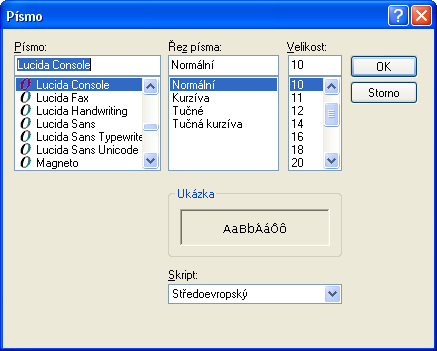 Písmo
Písmo:
Lucida Console
Lucida Console
Lucida Fax
Lucida Handwriting
Lucida Sans
Lucida Sans Typewrite
Lucida Sans Unicode
Magneto
Řez písma:
Normální
Normální
Kurzíva
Tučné
Tučná kurzíva
Velikost:
10
10
11
12
14
16
18
20
OK
Storno
Ukázka
AaBbÁáÔô
Skript:
Středoevropský